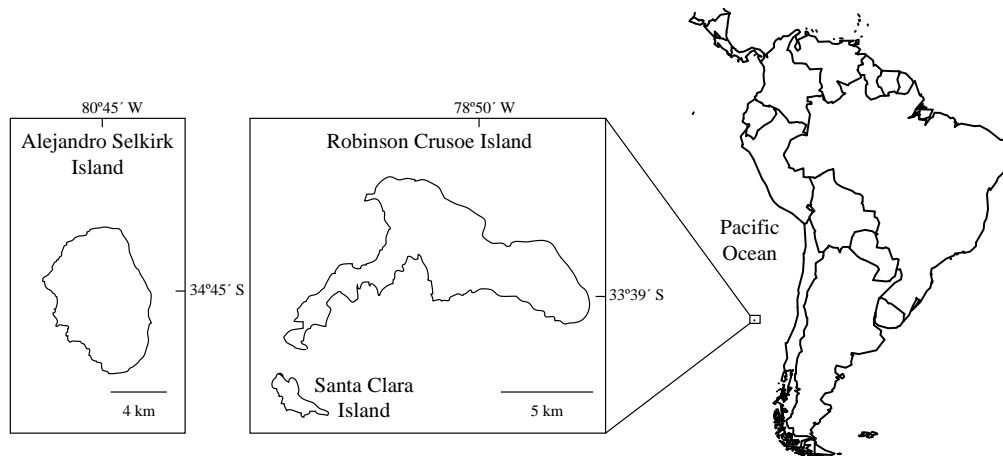 80º45´ W
Alejandro Selkirk
Island
34º45´ S
4 km
78º50´ W
Robinson Crusoe Island
33º39´ S
Santa Clara
Island
5 km
Pacific
Ocean